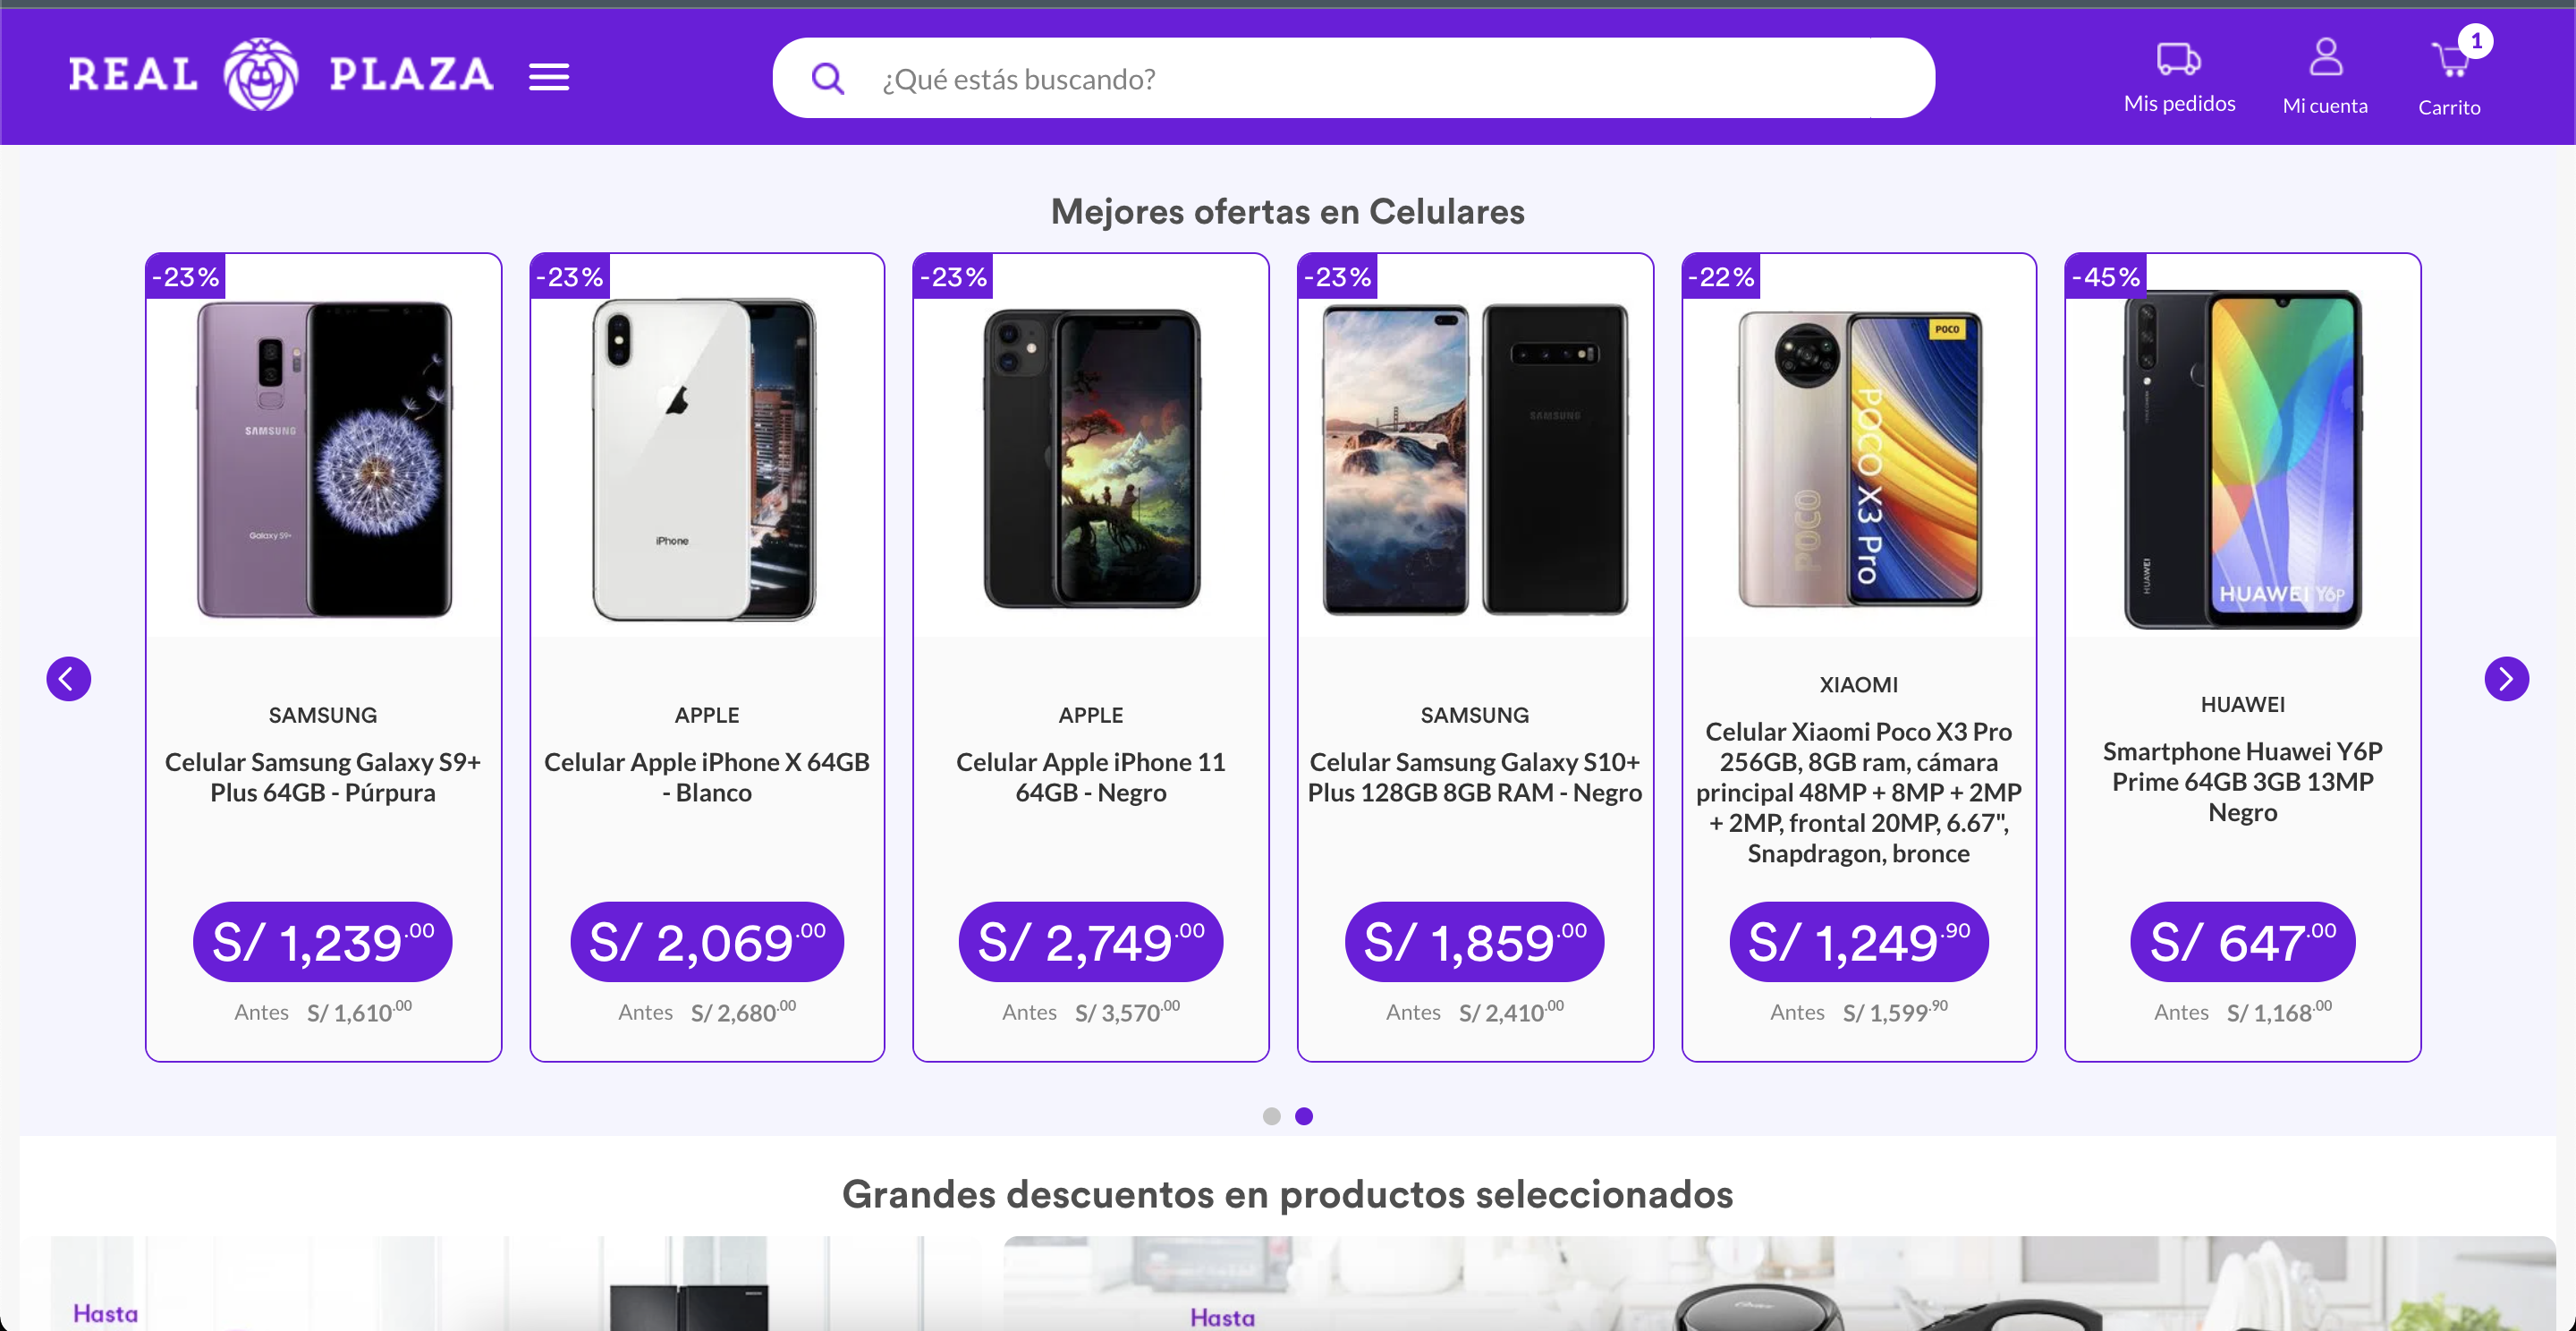 REAL PLAZA
¿Qué estás buscando?
Mis pedidos
Mi cuenta
1
Carrito
Mejores ofertas en Celulares
-23%
SAMSUNG
Galaxy S9+
SAMSUNG
Celular Samsung Galaxy S9+
Plus 64GB - Púrpura
S/ 1,239.00
Antes S/ 1,610.00
-23%
iPhone
APPLE
Celular Apple iPhone X 64GB
- Blanco
S/ 2,069.00
Antes S/ 2,680.00
-23%
APPLE
Celular Apple iPhone 11
64GB - Negro
S/ 2,749.00
Antes S/ 3,570.00
-23%
SAMSUNG
SAMSUNG
Celular Samsung Galaxy S10+
Plus 128GB 8GB RAM - Negro
S/ 1,859.00
Antes S/ 2,410.00
-22%
POCO
POCO X3 Pro
POCO
XIAOMI
Celular Xiaomi Poco X3 Pro
256GB, 8GB ram, cámara
principal 48MP + 8MP + 2MP
+ 2MP, frontal 20MP, 6.67",
Snapdragon, bronce
S/ 1,249.90
Antes S/ 1,599.90
-45%
HUAWEI
HUAWEI Y6P
HUAWEI
Smartphone Huawei Y6P
Prime 64GB 3GB 13MP
Negro
S/ 647.00
Antes S/ 1,168.00
Grandes descuentos en productos seleccionados
Hasta
Hasta
Oster